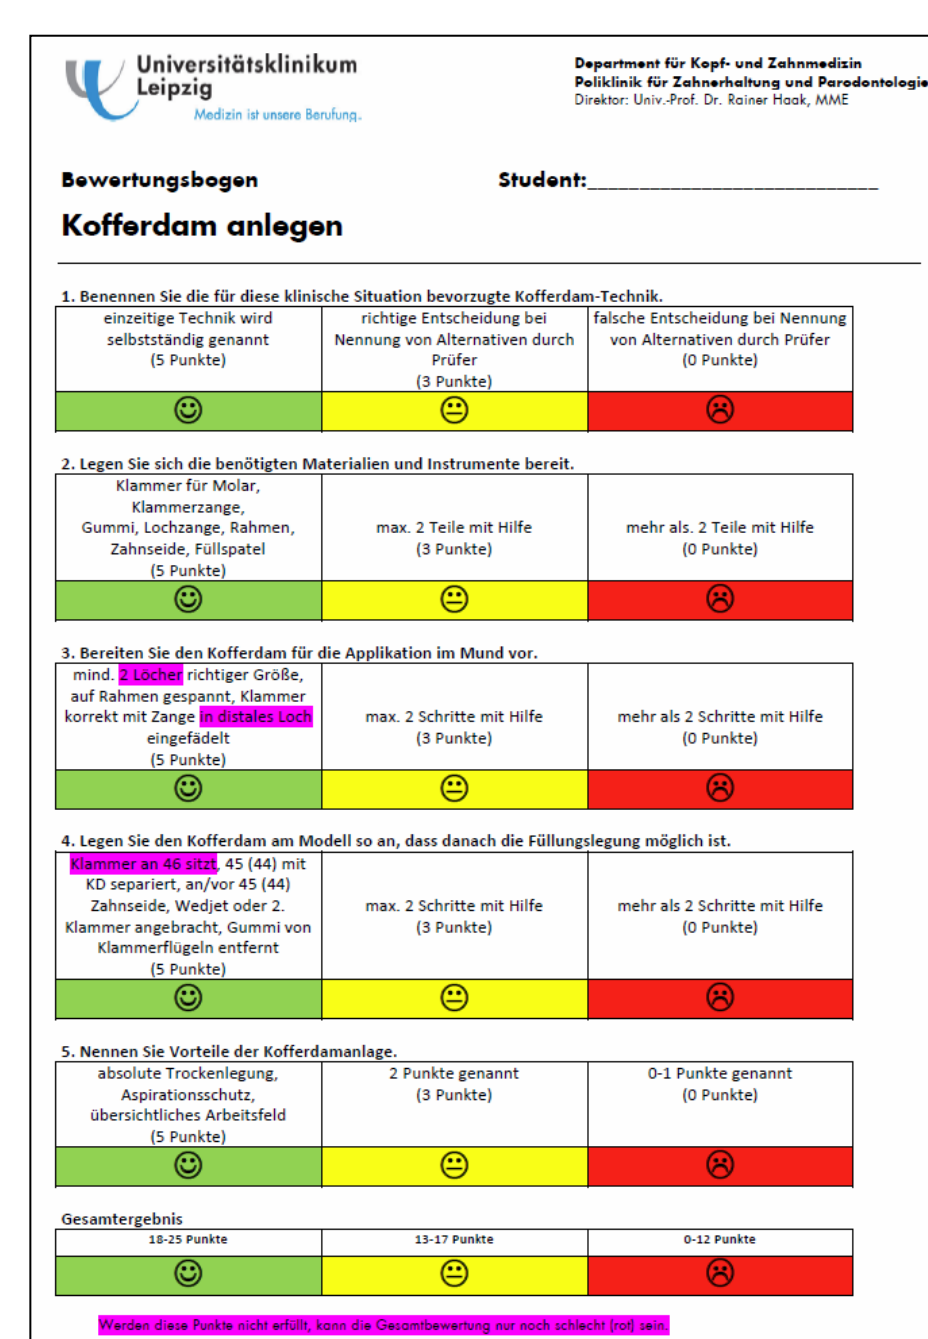 Universitätsklinikum
Leipzig
Medizin ist unsere Berufung.
Department für Kopf- und Zahnmedizin
Poliklinik für Zahnerhaltung und Parodontologie
Direktor: Univ.-Prof. Dr. Rainer Haak, MME
Bewertungsbogen Student:____________________________
Kofferdam anlegen
1. Benennen Sie die für diese klinische Situation bevorzugte Kofferdam-Technik.
einzeitige Technik wird
selbstständig genannt
(5 Punkte)
richtige Entscheidung bei
Nennung von Alternativen durch
Prüfer
(3 Punkte)
falsche Entscheidung bei Nennung
von Alternativen durch Prüfer
(0 Punkte)
2. Legen Sie sich die benötigten Materialien und Instrumente bereit.
Klammer für Molar,
Klammerzange,
Gummi, Lochzange, Rahmen,
Zahnseide, Füllspatel
(5 Punkte)
max. 2 Teile mit Hilfe
(3 Punkte)
mehr als. 2 Teile mit Hilfe
(0 Punkte)
3. Bereiten Sie den Kofferdam für die Applikation im Mund vor.
mind. 2 Löcher richtiger Größe,
auf Rahmen gespannt, Klammer
korrekt mit Zange in distales Loch
eingefädelt
(5 Punkte)
max. 2 Schritte mit Hilfe
(3 Punkte)
mehr als 2 Schritte mit Hilfe
(0 Punkte)
4. Legen Sie den Kofferdam am Modell so an, dass danach die Füllungslegung möglich ist.
Klammer an 46 sitzt, 45 (44) mit
KD separiert, an/vor 45 (44)
Zahnseide, Wedjet oder 2.
Klammer angebracht, Gummi von
Klammerflügeln entfernt
(5 Punkte)
max. 2 Schritte mit Hilfe
(3 Punkte)
mehr als 2 Schritte mit Hilfe
(0 Punkte)
5. Nennen Sie Vorteile der Kofferdamanlage.
absolute Trockenlegung,
Aspirationsschutz,
übersichtliches Arbeitsfeld
(5 Punkte)
2 Punkte genannt
(3 Punkte)
0-1 Punkte genannt
(0 Punkte)
Gesamtergebnis
18-25 Punkte
13-17 Punkte
0-12 Punkte
Werden diese Punkte nicht erfüllt, kann die Gesamtbewertung nur noch schlecht (rot) sein.